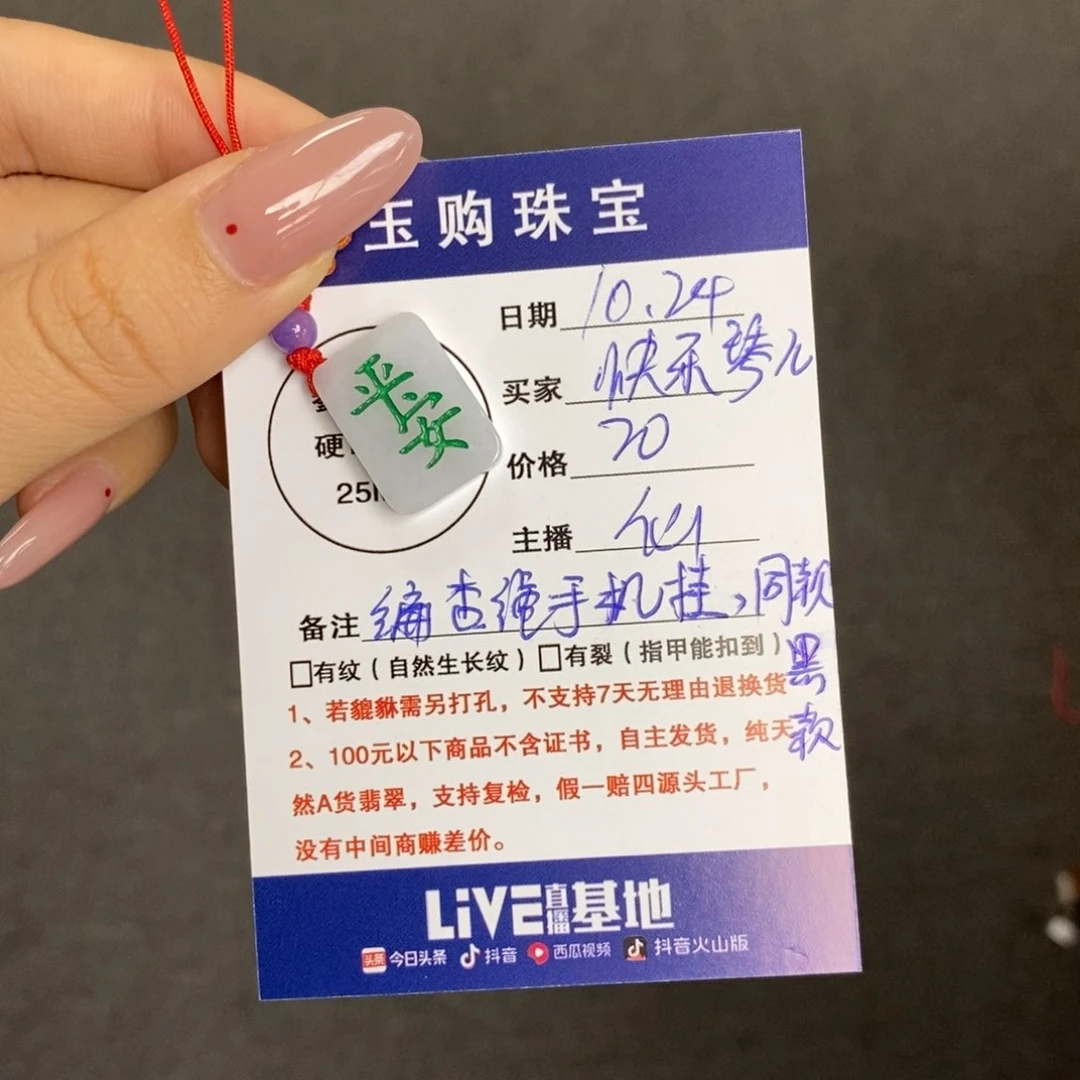 玉购珠宝
日期 10.24
买家 快乐琴儿
价格 20
主播 仙
平安
硬
25
备注 编杏绳手机挂,同款黑款
□有纹(自然生长纹)□有裂(指甲能扣到)
1、若貔貅需另打孔,不支持7天无理由退换货
2、100元以下商品不含证书,自主发货,纯天
然A货翡翠,支持复检,假一赔四源头工厂,
没有中间商赚差价。
LiVE直播基地
头条 今日头条 抖音 西瓜视频 抖音火山版